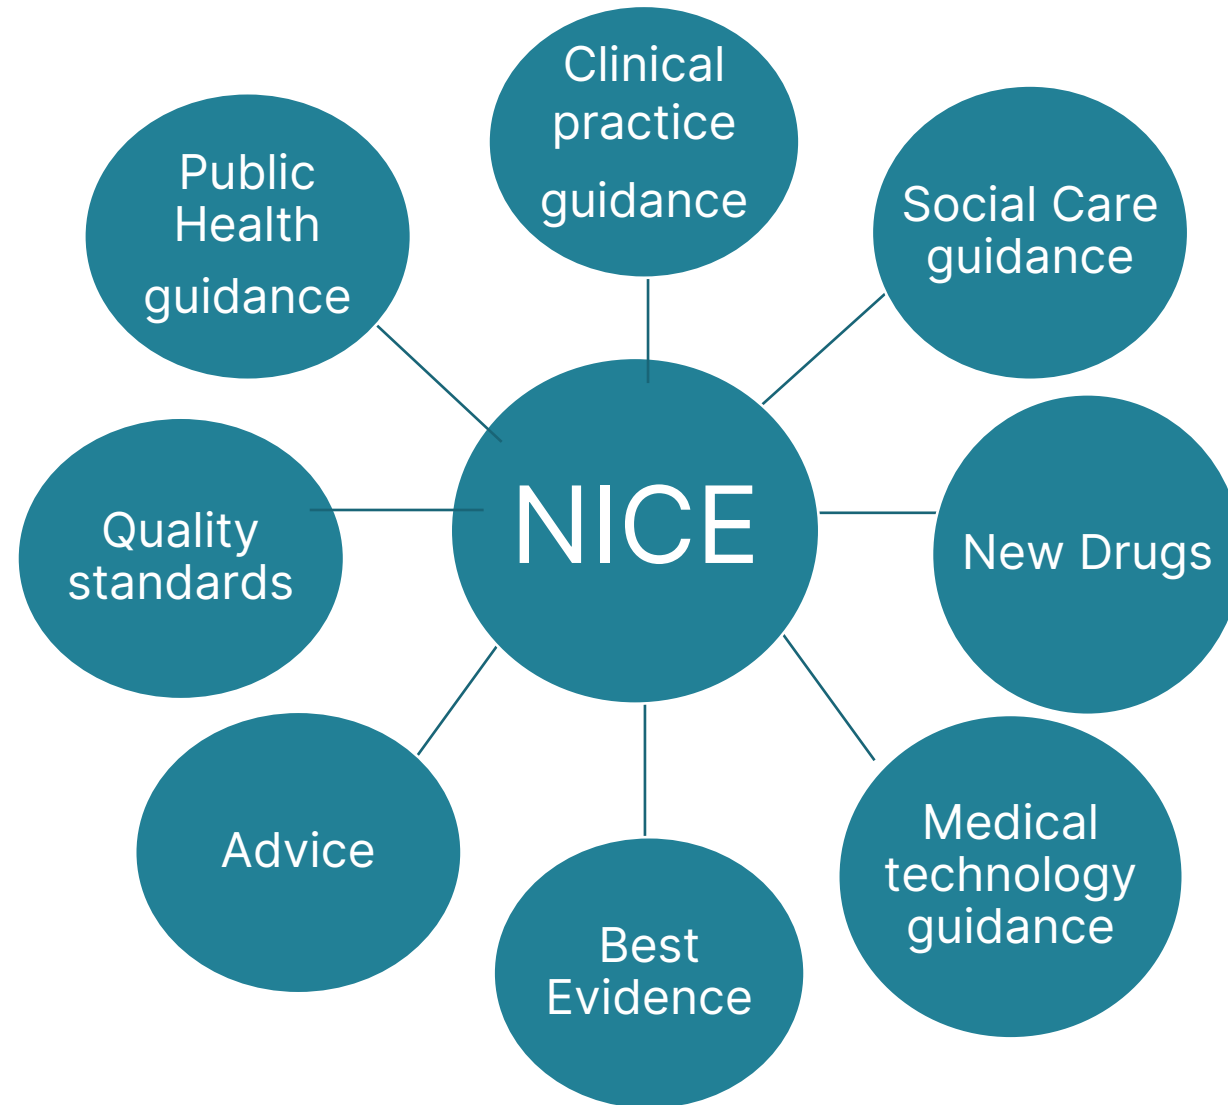 Clinical
practice
guidance
Public
Health
guidance
Social Care
guidance
NICE
Quality
standards
New Drugs
Advice
Medical
technology
guidance
Best
Evidence